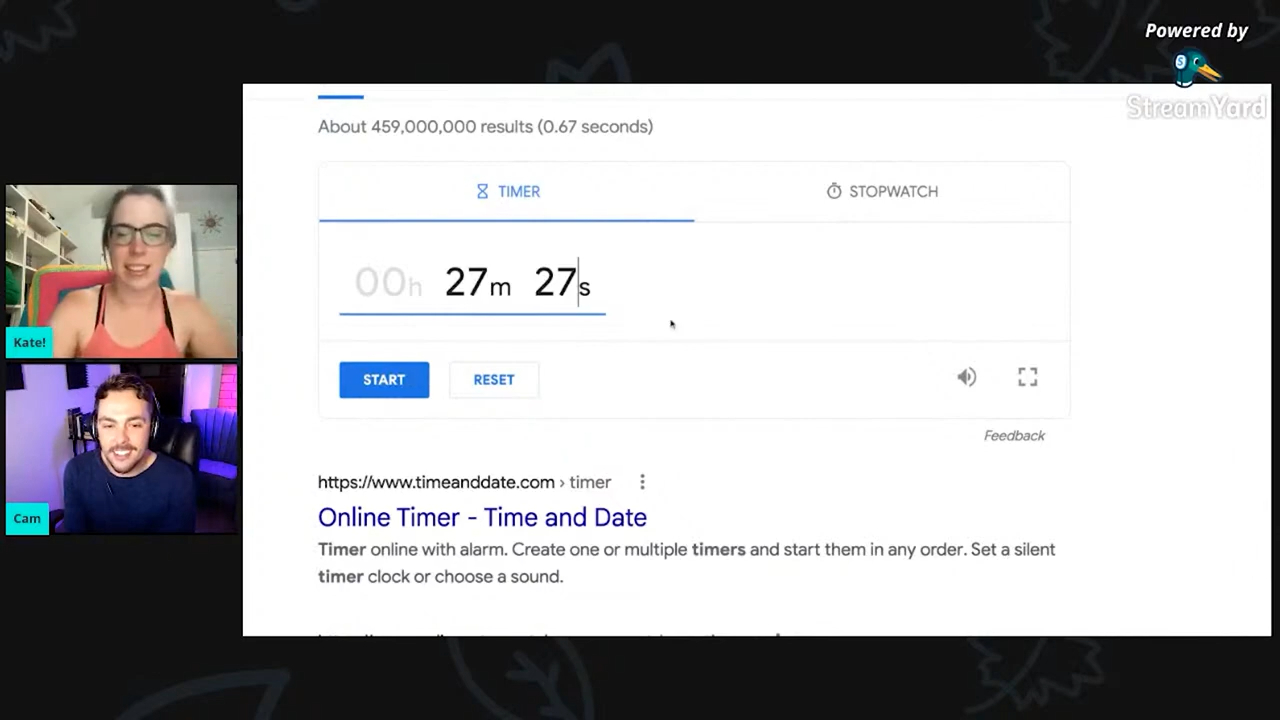 Powered by
StreamYard
About 459,000,000 results (0.67 seconds)
TIMER
STOPWATCH
00h 27m 27s
START
RESET
Feedback
https://www.timeanddate.com › timer
Online Timer - Time and Date
Timer online with alarm. Create one or multiple timers and start them in any order. Set a silent
timer clock or choose a sound.
Kate!
Cam